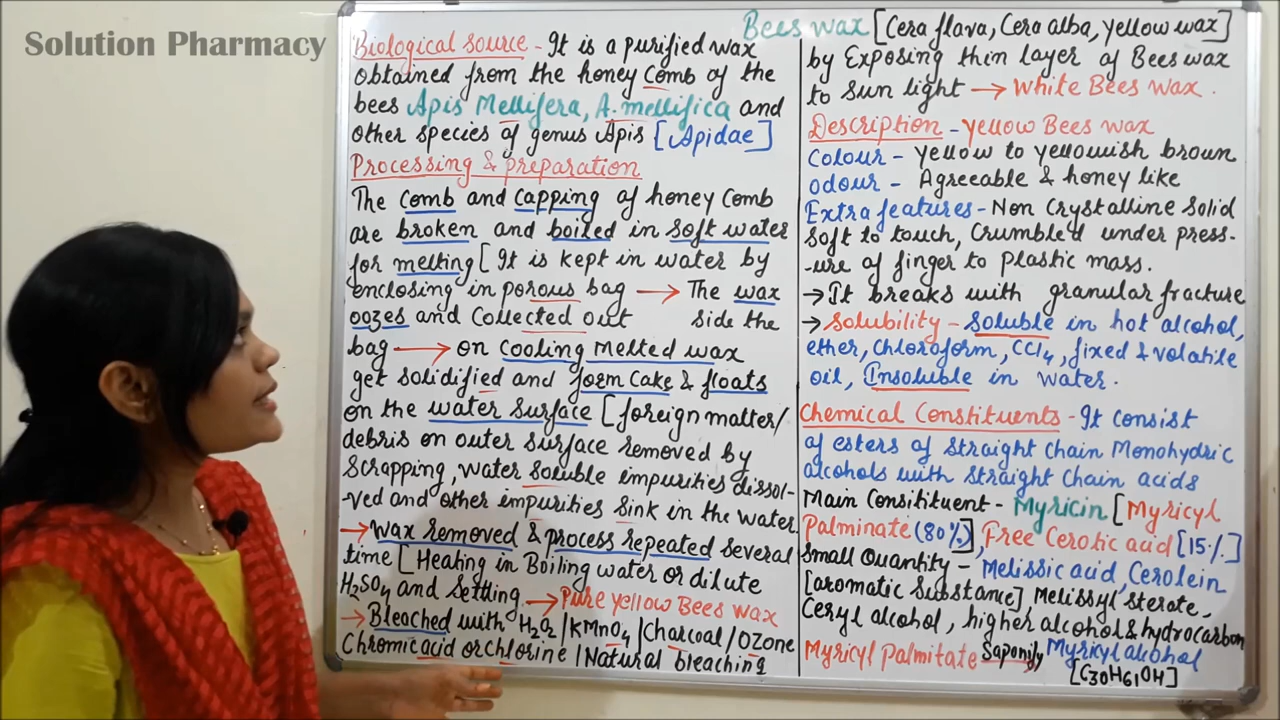 Solution Pharmacy
Bees wax [Cera flava, Cera alba, yellow wax]
Biological source - It is a purified wax
obtained from the honey comb of the
bees Apis Mellifera, A. mellifica and
other species of genus Apis [Apidae]
Processing & preparation
The comb and capping of honey comb
are broken and boiled in soft water
for melting [It is kept in water by
enclosing in porous bag → The wax
oozes and collected out side the
bag → on cooling melted wax
get solidified and form cake & floats
on the water surface [foreign matter/
debris on outer surface removed by
scrapping, water soluble impurities dissol-
-ved and other impurities sink in the water
→ wax removed & process repeated several
time [Heating in Boiling water or dilute
H2SO4 and settling → Pure yellow Bees wax
→ Bleached with H2O2 / KMnO4 / Charcoal / Ozone
Chromic acid or chlorine / Natural bleaching
by Exposing thin layer of Bees wax
to sun light → White Bees wax.
Description - yellow Bees wax
Colour - yellow to yellowish brown
Odour - Agreeable & honey like
Extra features - Non Crystalline solid
soft to touch, Crumbled under press-
-ure of finger to plastic mass.
→ It breaks with granular fracture
→ Solubility - Soluble in hot alcohol,
ether, chloroform, CCl4, fixed & volatile
oil, Insoluble in water.
Chemical Constituents - It consist
of esters of straight chain Monohydric
alcohols with straight chain acids
Main Constituent - Myricin [Myricyl
Palminate (80%)], Free Cerotic acid [15%]
Small Quantity - Melissic acid, Cerolein
[aromatic substance] Melissyl sterate,
Ceryl alcohol, higher alcohol & hydrocarbon
Myricyl Palmitate Saponify Myricyl alcohol
[C30H61OH]